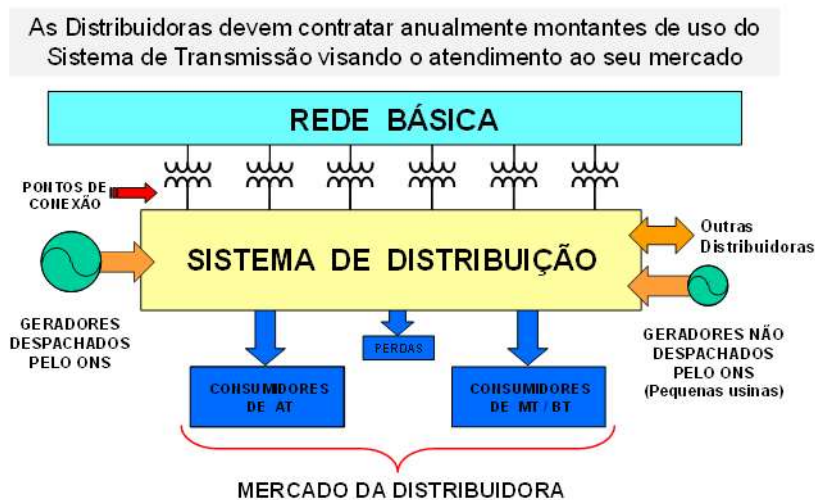 As Distribuidoras devem contratar anualmente montantes de uso do
Sistema de Transmissão visando o atendimento ao seu mercado
REDE BÁSICA
PONTOS DE
CONEXÃO
SISTEMA DE DISTRIBUIÇÃO
Outras
Distribuidoras
GERADORES
DESPACHADOS
PELO ONS
PERDAS
GERADORES NÃO
DESPACHADOS
PELO ONS
(Pequenas usinas)
CONSUMIDORES
DE AT
CONSUMIDORES
DE MT / BT
MERCADO DA DISTRIBUIDORA